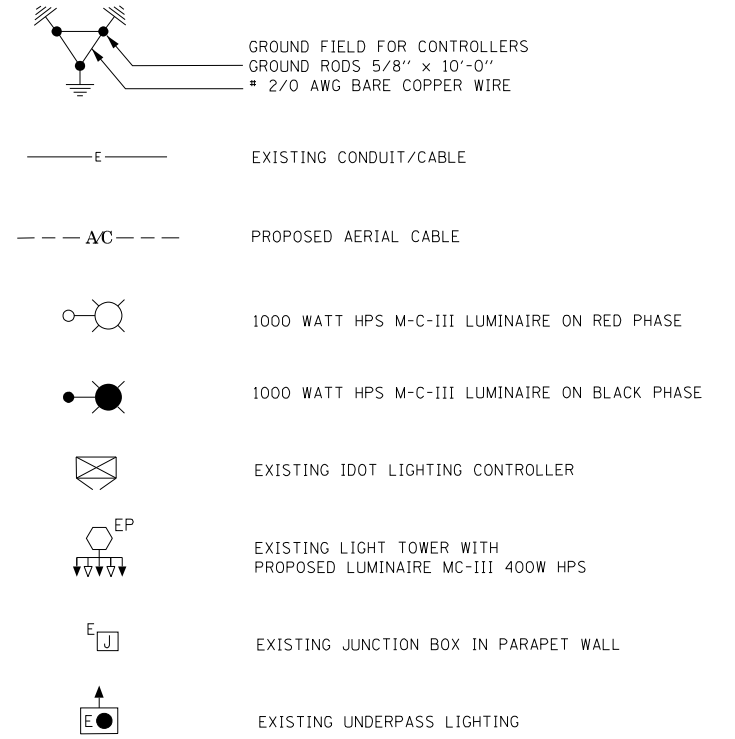 GROUND FIELD FOR CONTROLLERS
GROUND RODS 5/8'' x 10'-0''
# 2/0 AWG BARE COPPER WIRE
E EXISTING CONDUIT/CABLE
A/C PROPOSED AERIAL CABLE
1000 WATT HPS M-C-III LUMINAIRE ON RED PHASE
1000 WATT HPS M-C-III LUMINAIRE ON BLACK PHASE
EXISTING IDOT LIGHTING CONTROLLER
EP
EXISTING LIGHT TOWER WITH
PROPOSED LUMINAIRE MC-III 400W HPS
E
J EXISTING JUNCTION BOX IN PARAPET WALL
E EXISTING UNDERPASS LIGHTING